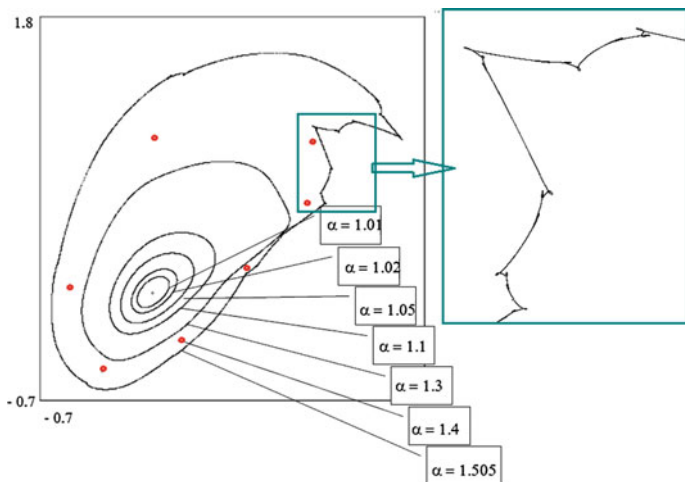 1.8
α = 1.01
α = 1.02
α = 1.05
α = 1.1
α = 1.3
α = 1.4
α = 1.505
- 0.7
- 0.7